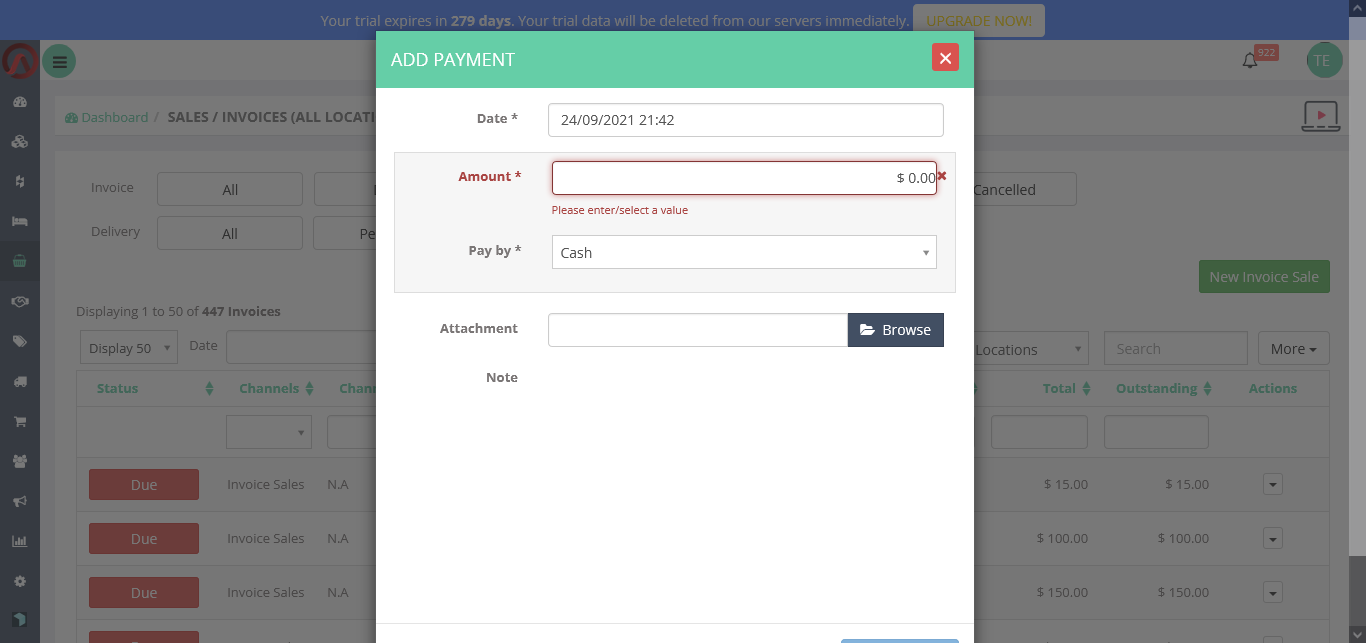 Your trial expires in 279 days. Your trial data will be deleted from our servers immediately. UPGRADE NOW!
ADD PAYMENT
922
TE
Dashboard / SALES / INVOICES (ALL LOCATI
Date *
24/09/2021 21:42
Amount *
$ 0.00
Please enter/select a value
Pay by *
Cash
Attachment
Browse
Note
Invoice
All
Cancelled
Delivery
All
Pe
New Invoice Sale
Displaying 1 to 50 of 447 Invoices
Display 50
Date
Locations
Search
More
Status Channels Chann Total Outstanding Actions
Due Invoice Sales N.A $ 15.00 $ 15.00
Due Invoice Sales N.A $ 100.00 $ 100.00
Due Invoice Sales N.A $ 150.00 $ 150.00